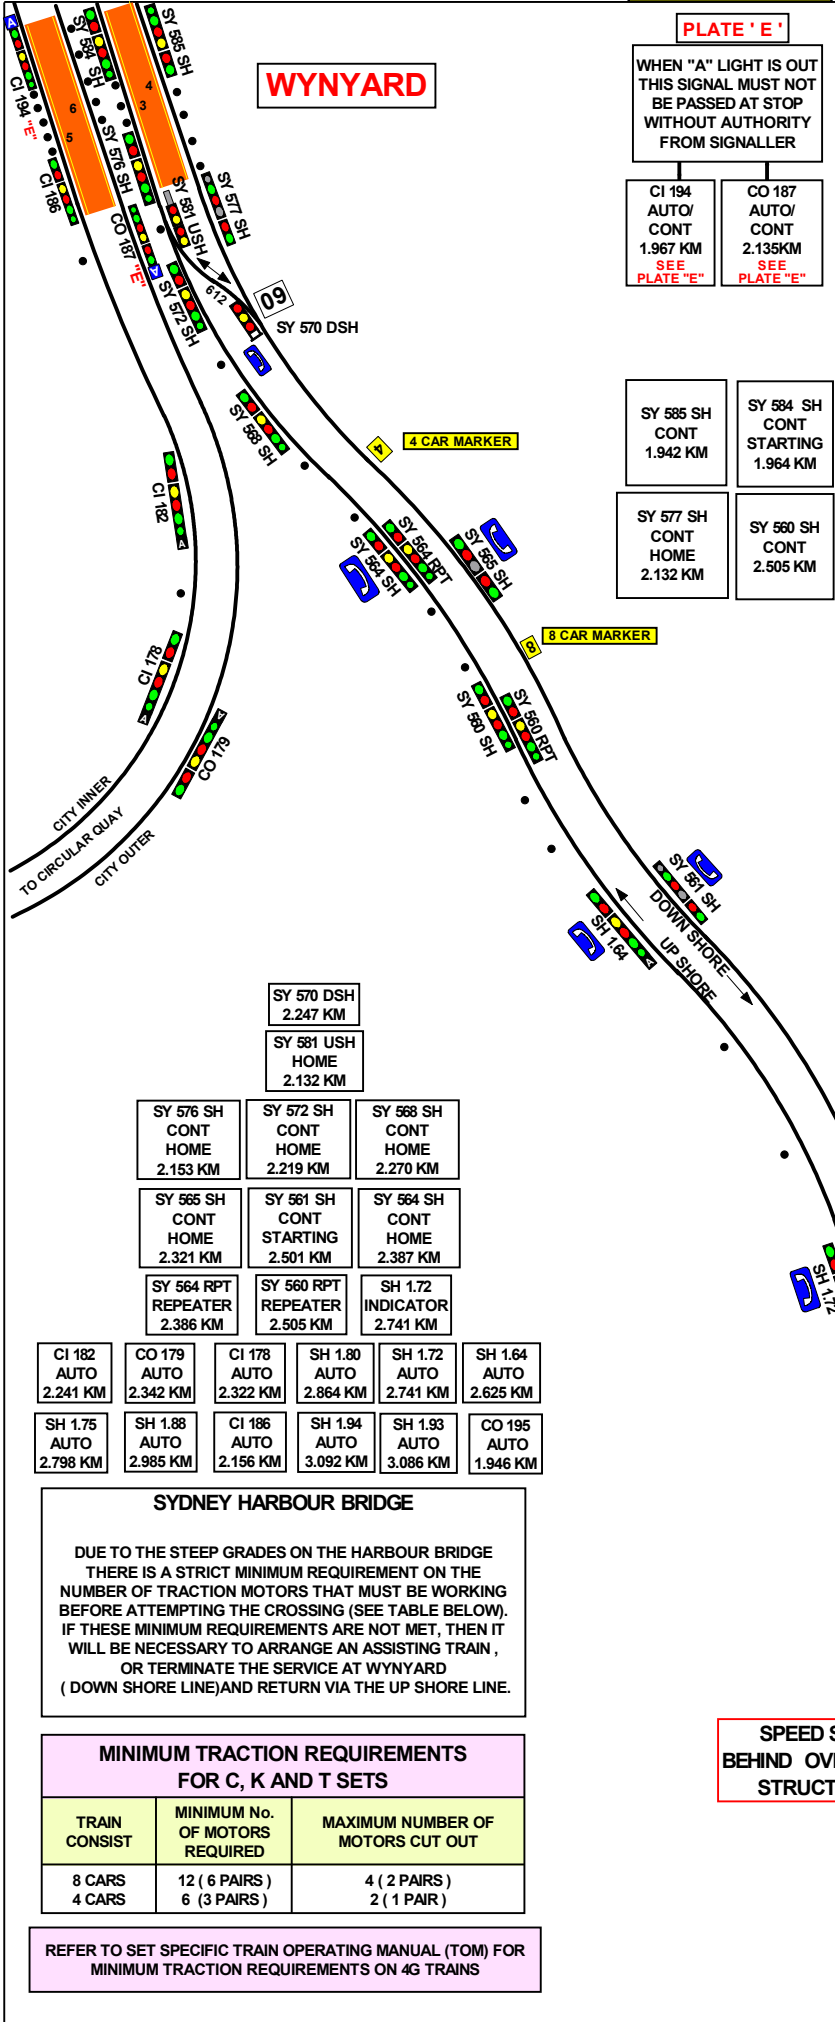 WYNYARD
PLATE ' E '
WHEN "A" LIGHT IS OUT
THIS SIGNAL MUST NOT
BE PASSED AT STOP
WITHOUT AUTHORITY
FROM SIGNALLER
CI 194
AUTO/
CONT
1.967 KM
SEE
PLATE "E"
CO 187
AUTO/
CONT
2.135KM
SEE
PLATE "E"
A
CI 194
"E"
CI 186
6
5
SY 584 SH
4
3
SY 585 SH
SY 576 SH
CO 187
"E"
A
SY 581 USH
SY 577 SH
SY 572 SH
612
60
SY 570 DSH
SY 568 SH
4
4 CAR MARKER
CI 182
A
SY 564 SH
SY 564 RPT
SY 565 SH
8
8 CAR MARKER
CI 178
A
CO 179
A
SY 560 SH
SY 560 RPT
CITY INNER
TO CIRCULAR QUAY
CITY OUTER
SY 561 SH
SH 1.64
A
DOWN SHORE
UP SHORE
SH 1.72
SY 585 SH
CONT
1.942 KM
SY 584 SH
CONT
STARTING
1.964 KM
SY 577 SH
CONT
HOME
2.132 KM
SY 560 SH
CONT
2.505 KM
SY 570 DSH
2.247 KM
SY 581 USH
HOME
2.132 KM
SY 576 SH
CONT
HOME
2.153 KM
SY 572 SH
CONT
HOME
2.219 KM
SY 568 SH
CONT
HOME
2.270 KM
SY 565 SH
CONT
HOME
2.321 KM
SY 561 SH
CONT
STARTING
2.501 KM
SY 564 SH
CONT
HOME
2.387 KM
SY 564 RPT
REPEATER
2.386 KM
SY 560 RPT
REPEATER
2.505 KM
SH 1.72
INDICATOR
2.741 KM
CI 182
AUTO
2.241 KM
CO 179
AUTO
2.342 KM
CI 178
AUTO
2.322 KM
SH 1.80
AUTO
2.864 KM
SH 1.72
AUTO
2.741 KM
SH 1.64
AUTO
2.625 KM
SH 1.75
AUTO
2.798 KM
SH 1.88
AUTO
2.985 KM
CI 186
AUTO
2.156 KM
SH 1.94
AUTO
3.092 KM
SH 1.93
AUTO
3.086 KM
CO 195
AUTO
1.946 KM
SYDNEY HARBOUR BRIDGE
DUE TO THE STEEP GRADES ON THE HARBOUR BRIDGE
THERE IS A STRICT MINIMUM REQUIREMENT ON THE
NUMBER OF TRACTION MOTORS THAT MUST BE WORKING
BEFORE ATTEMPTING THE CROSSING (SEE TABLE BELOW).
IF THESE MINIMUM REQUIREMENTS ARE NOT MET, THEN IT
WILL BE NECESSARY TO ARRANGE AN ASSISTING TRAIN ,
OR TERMINATE THE SERVICE AT WYNYARD
( DOWN SHORE LINE)AND RETURN VIA THE UP SHORE LINE.
MINIMUM TRACTION REQUIREMENTS
FOR C, K AND T SETS
TRAIN
CONSIST
MINIMUM No.
OF MOTORS
REQUIRED
MAXIMUM NUMBER OF
MOTORS CUT OUT
8 CARS
12 ( 6 PAIRS )
4 ( 2 PAIRS )
4 CARS
6 (3 PAIRS )
2 ( 1 PAIR )
REFER TO SET SPECIFIC TRAIN OPERATING MANUAL (TOM) FOR
MINIMUM TRACTION REQUIREMENTS ON 4G TRAINS
SPEED
BEHIND